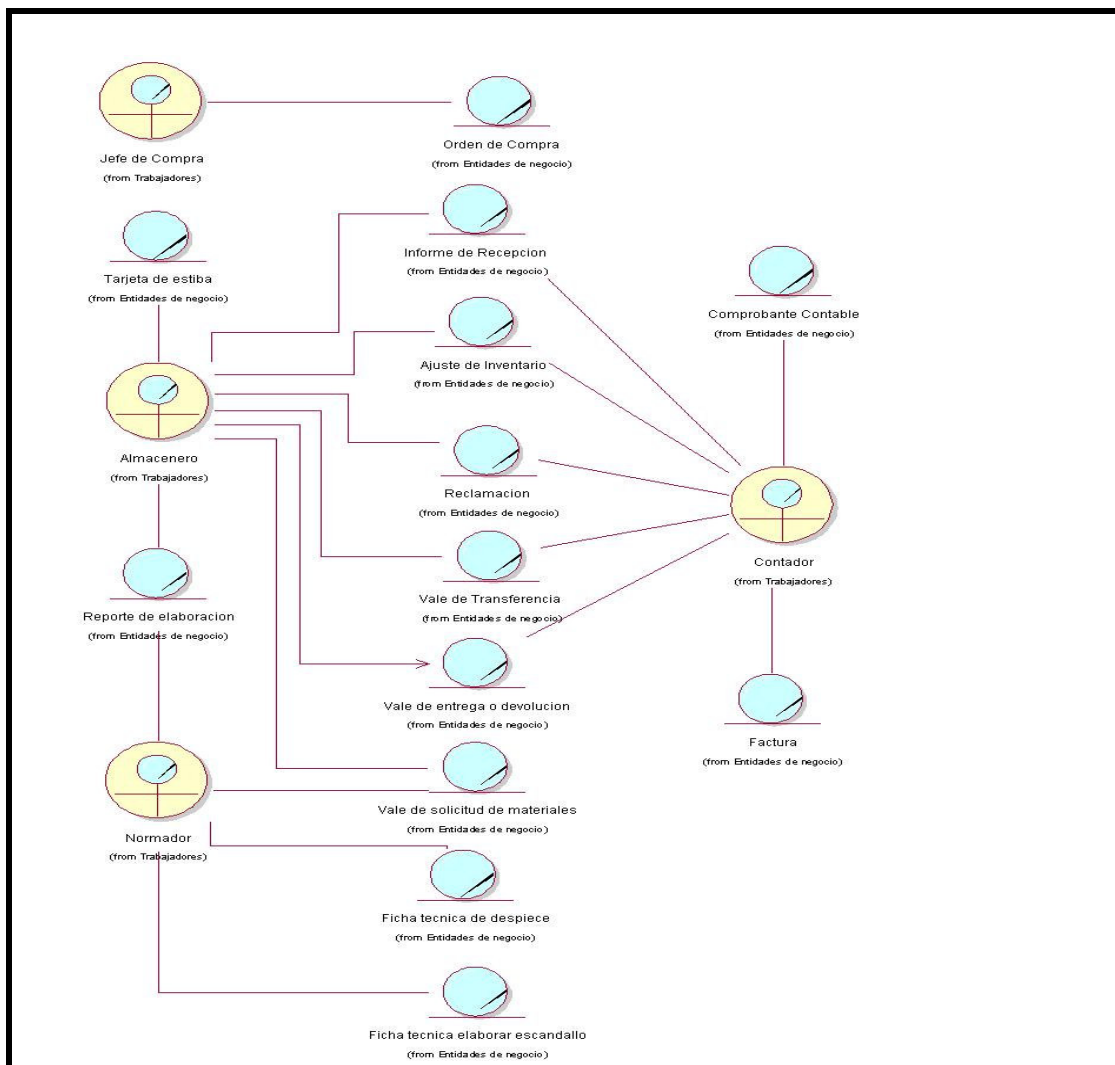 Jefe de Compra
(from Trabajadores)
Orden de Compra
(from Entidades de negocio)
Tarjeta de estiba
(from Entidades de negocio)
Informe de Recepcion
(from Entidades de negocio)
Comprobante Contable
(from Entidades de negocio)
Ajuste de Inventario
(from Entidades de negocio)
Almacenero
(from Trabajadores)
Reclamacion
(from Entidades de negocio)
Contador
(from Trabajadores)
Vale de Transferencia
(from Entidades de negocio)
Reporte de elaboracion
(from Entidades de negocio)
Vale de entrega o devolucion
(from Entidades de negocio)
Factura
(from Entidades de negocio)
Vale de solicitud de materiales
(from Entidades de negocio)
Normador
(from Trabajadores)
Ficha tecnica de despiece
(from Entidades de negocio)
Ficha tecnica elaborar escandallo
(from Entidades de negocio)